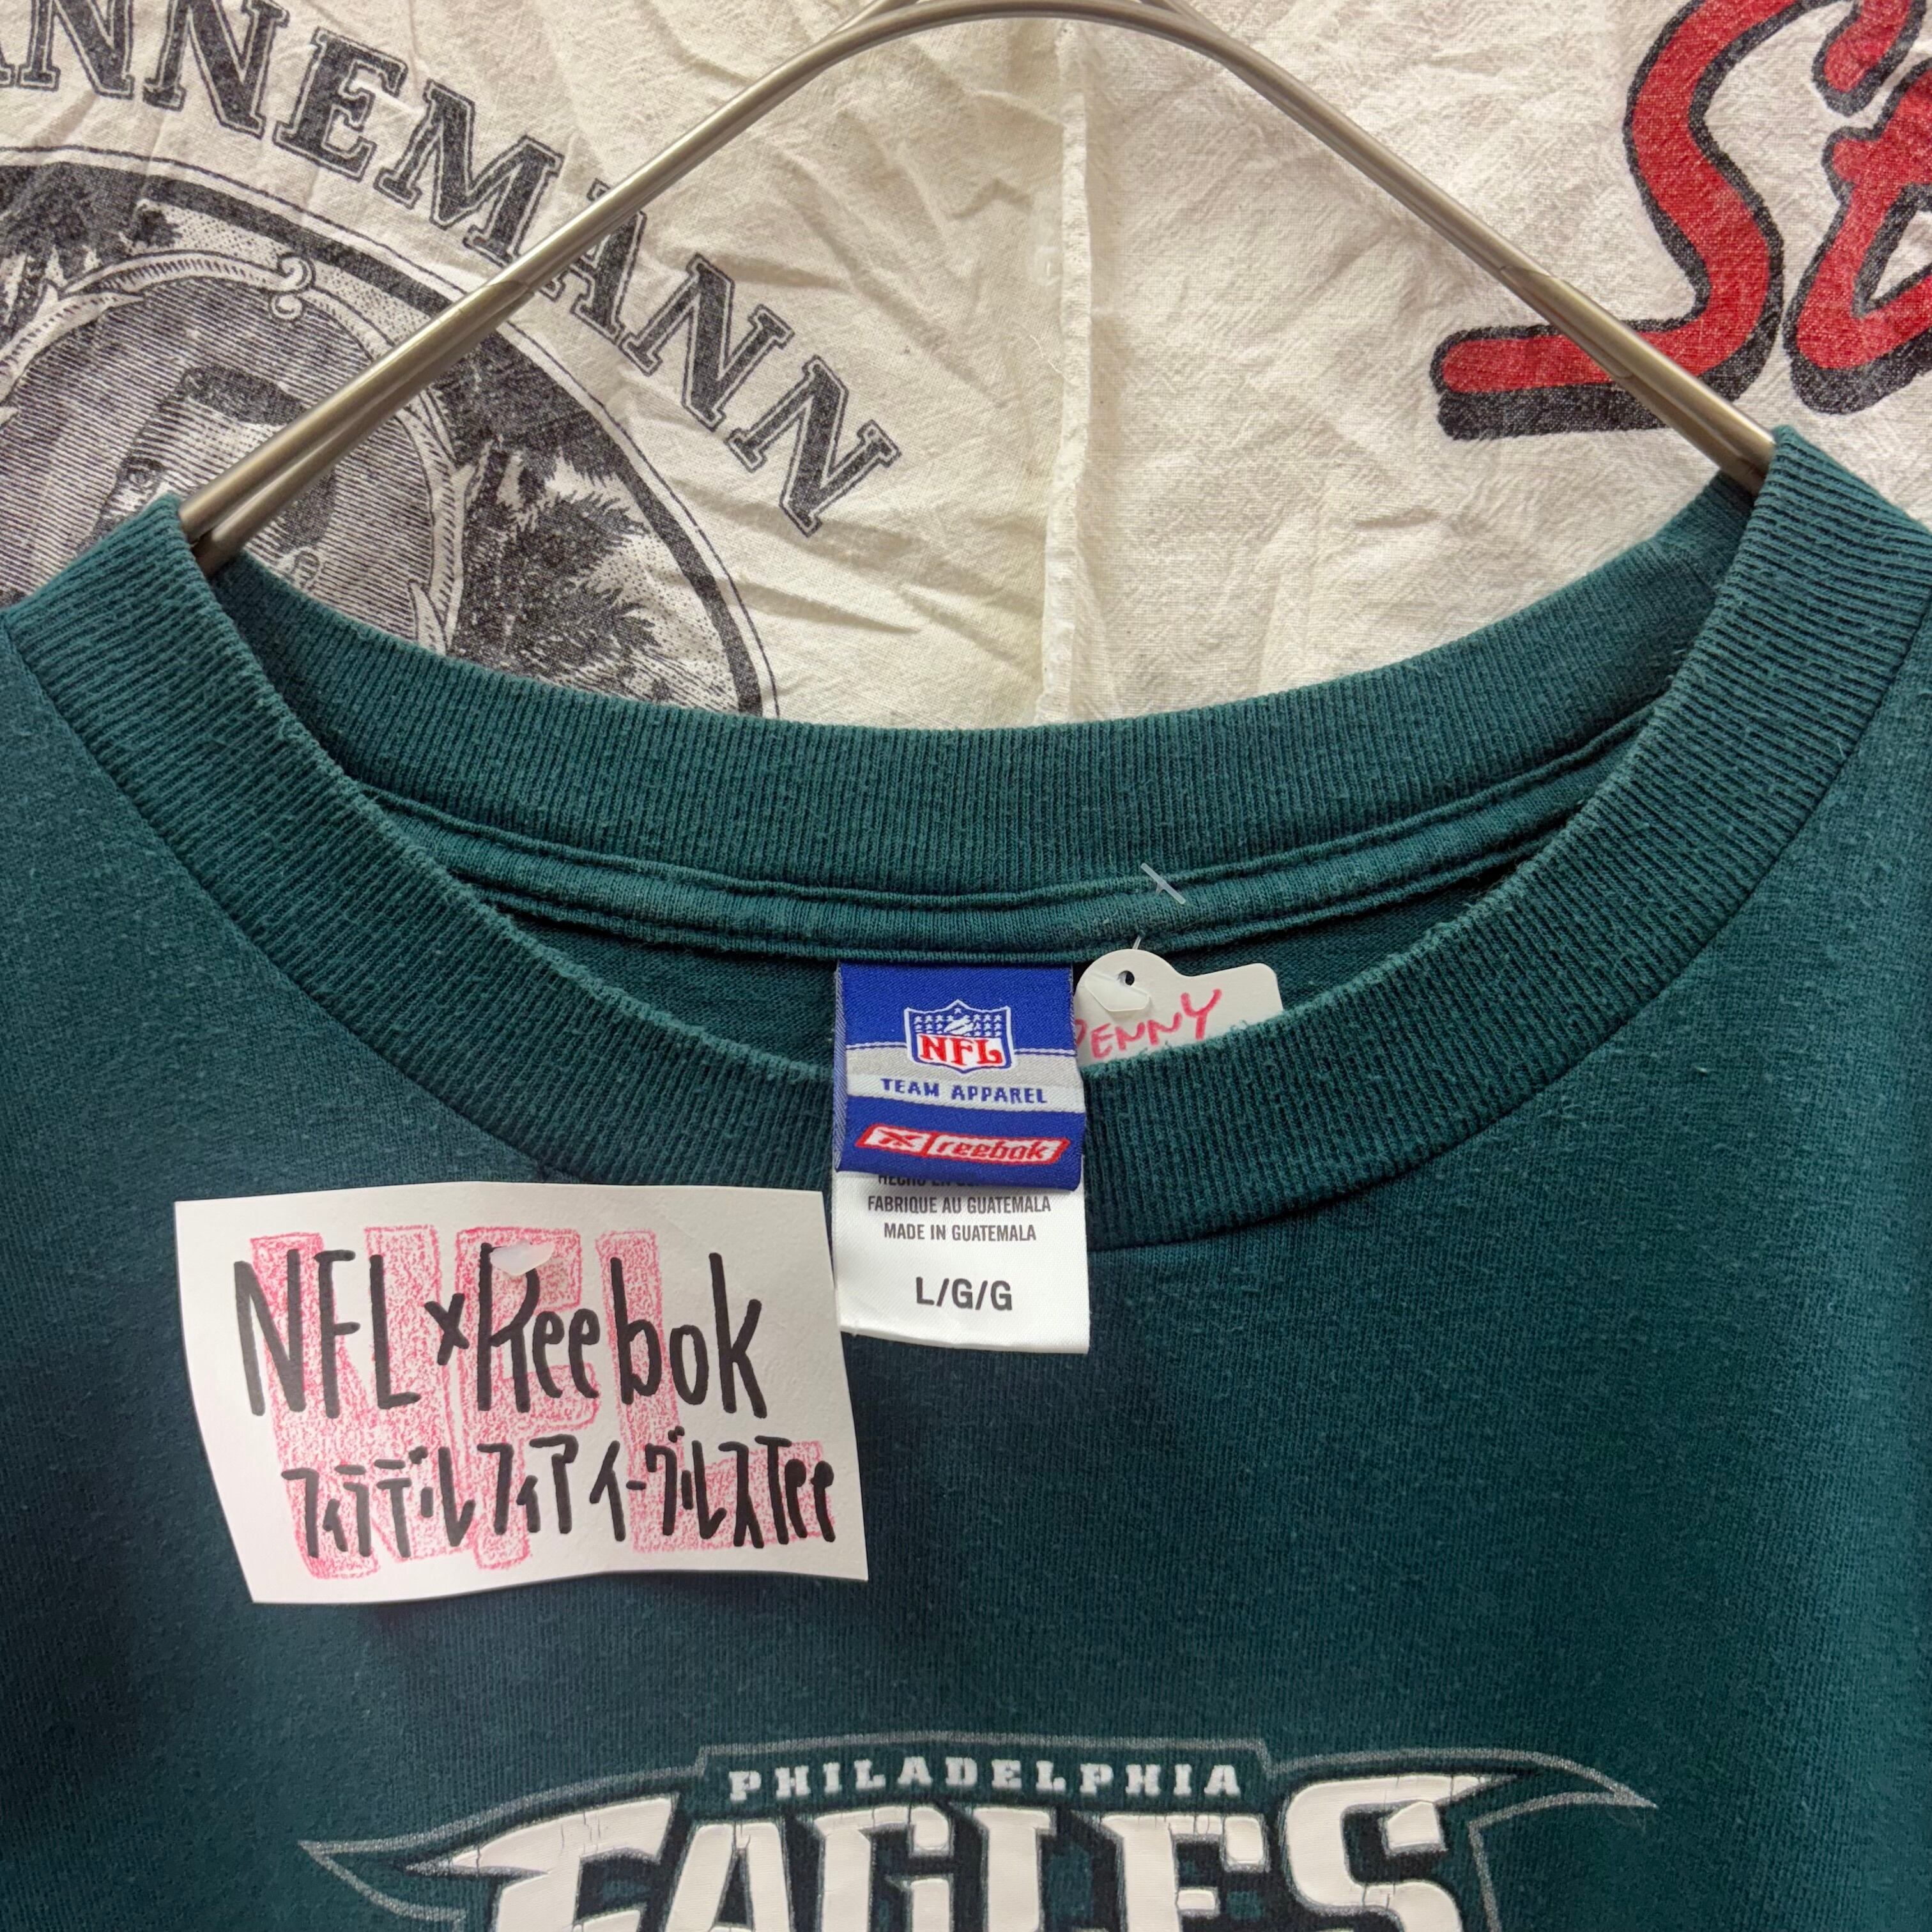 NFL
TEAM APPAREL
reebok
FABRIQUE AU GUATEMALA
MADE IN GUATEMALA
L/G/G
PENNY
NFL×Reebok
フィラデルフィアイーグルスTee
PHILADELPHIA
EAGLES